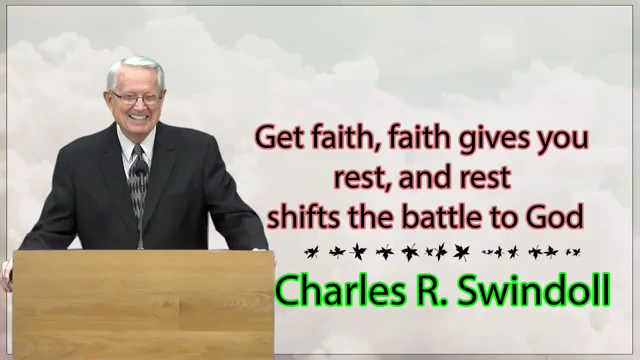 Get faith, faith gives you
rest, and rest
shifts the battle to God
Charles R. Swindoll